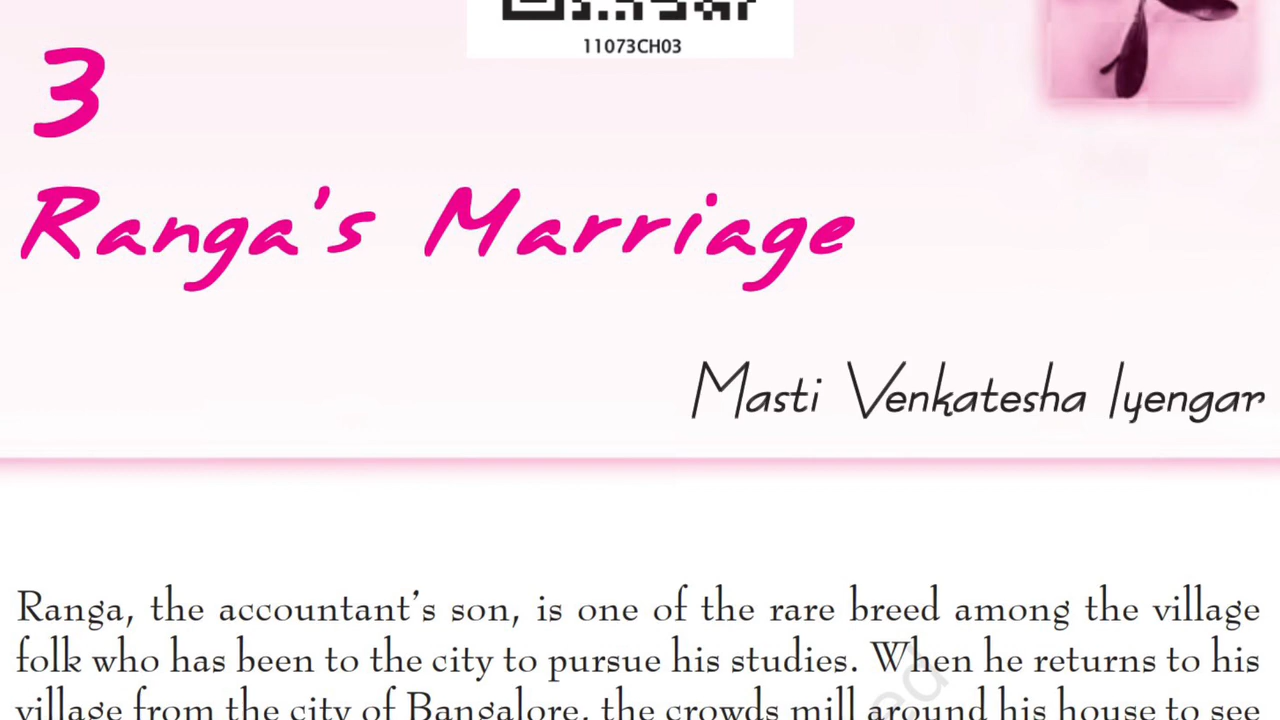 11073CH03
3
Ranga's Marriage
Masti Venkatesha Iyengar
Ranga, the accountant's son, is one of the rare breed among the village
folk who has been to the city to pursue his studies. When he returns to his
village from the city of Bangalore, the crowds mill around his house to see